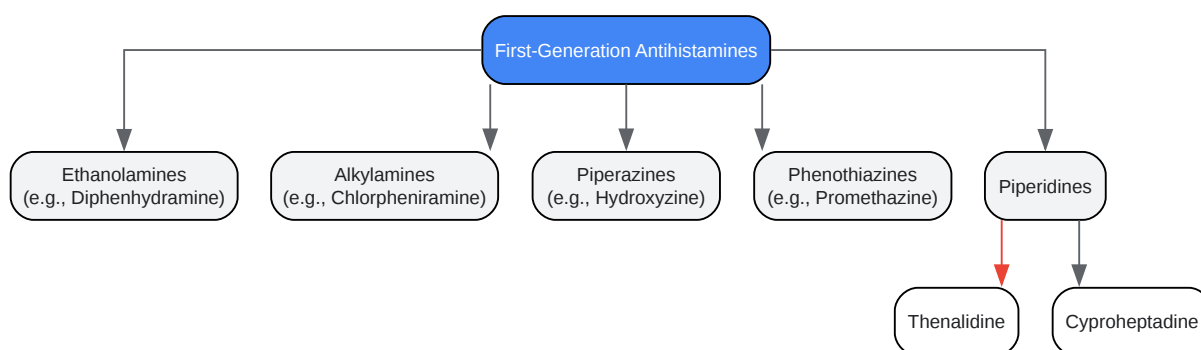 First-Generation Antihistamines
Ethanolamines
(e.g., Diphenhydramine)
Alkylamines
(e.g., Chlorpheniramine)
Piperazines
(e.g., Hydroxyzine)
Phenothiazines
(e.g., Promethazine)
Piperidines
Thenalidine
Cyproheptadine